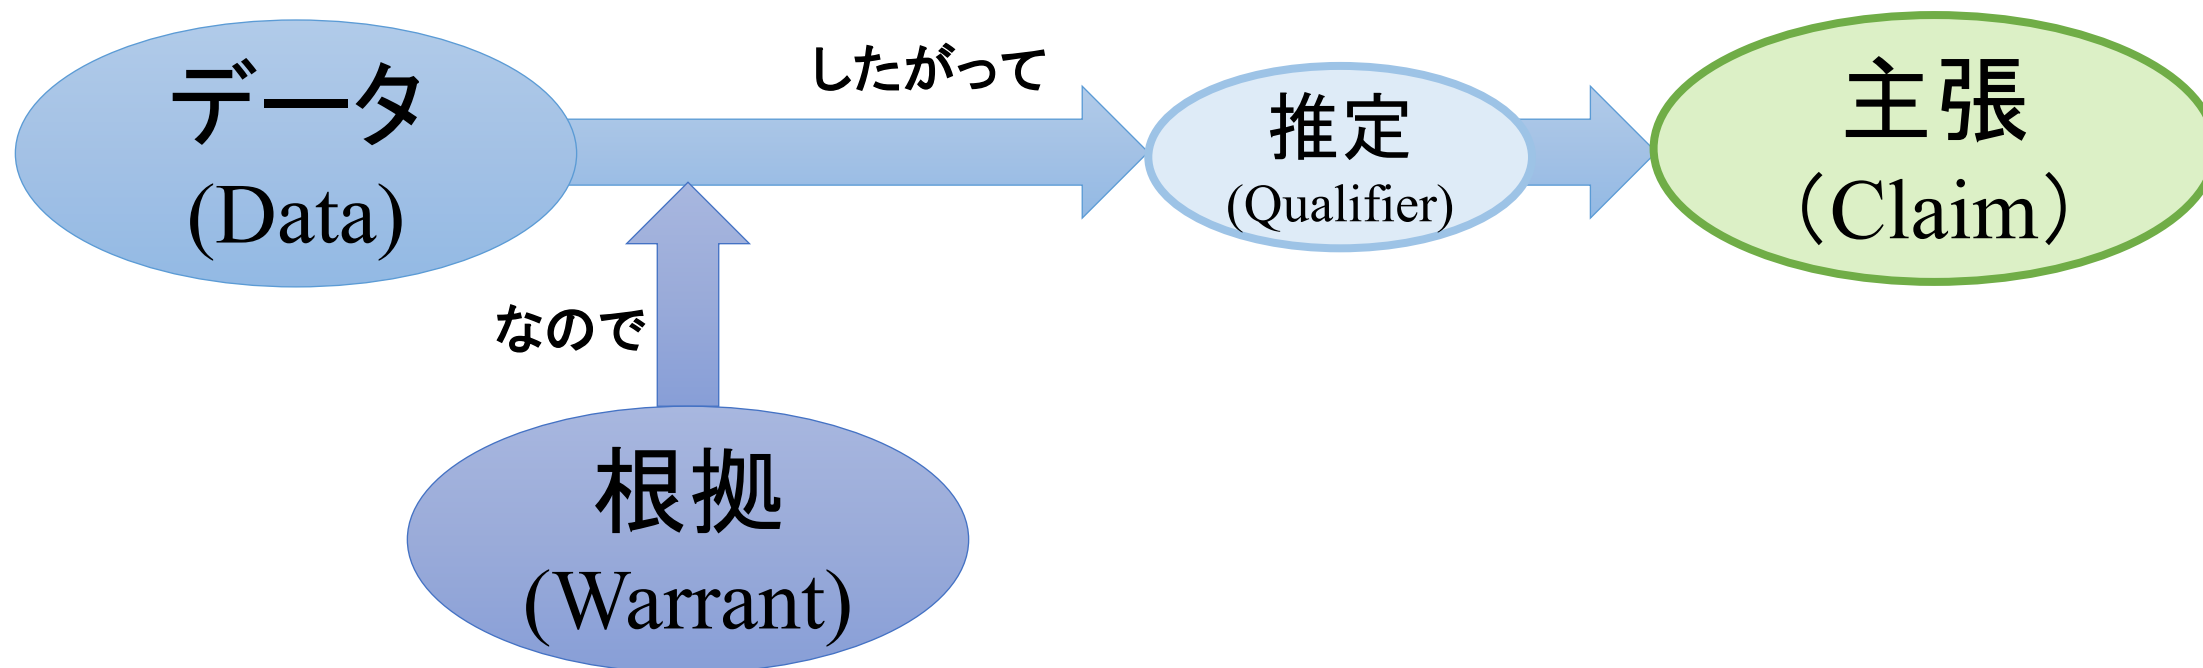 データ
(Data)
したがって
推定
(Qualifier)
主張
（Claim）
なので
根拠
(Warrant)